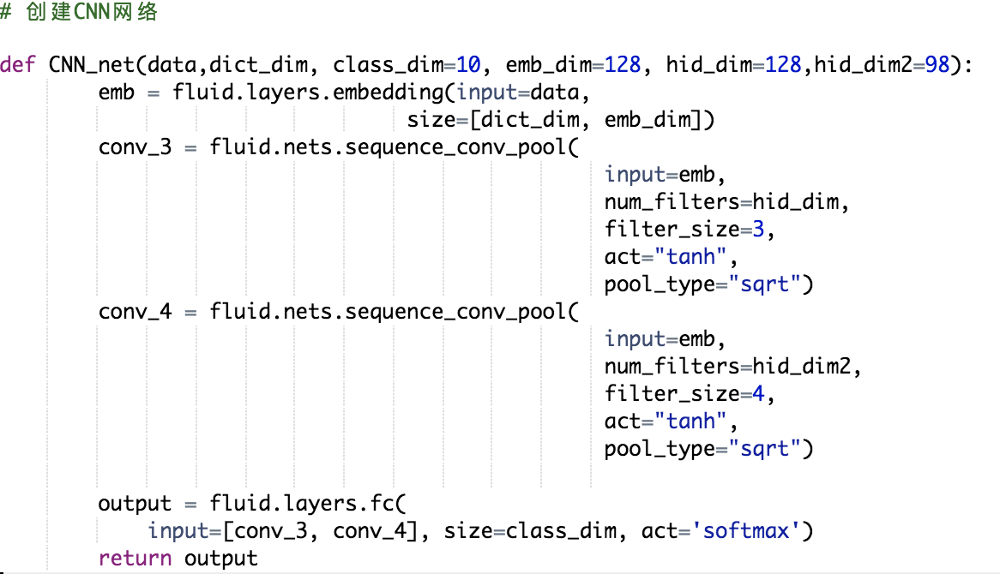 # 创建CNN网络
def CNN_net(data,dict_dim, class_dim=10, emb_dim=128, hid_dim=128,hid_dim2=98):
emb = fluid.layers.embedding(input=data,
size=[dict_dim, emb_dim])
conv_3 = fluid.nets.sequence_conv_pool(
input=emb,
num_filters=hid_dim,
filter_size=3,
act="tanh",
pool_type="sqrt")
conv_4 = fluid.nets.sequence_conv_pool(
input=emb,
num_filters=hid_dim2,
filter_size=4,
act="tanh",
pool_type="sqrt")
output = fluid.layers.fc(
input=[conv_3, conv_4], size=class_dim, act='softmax')
return output